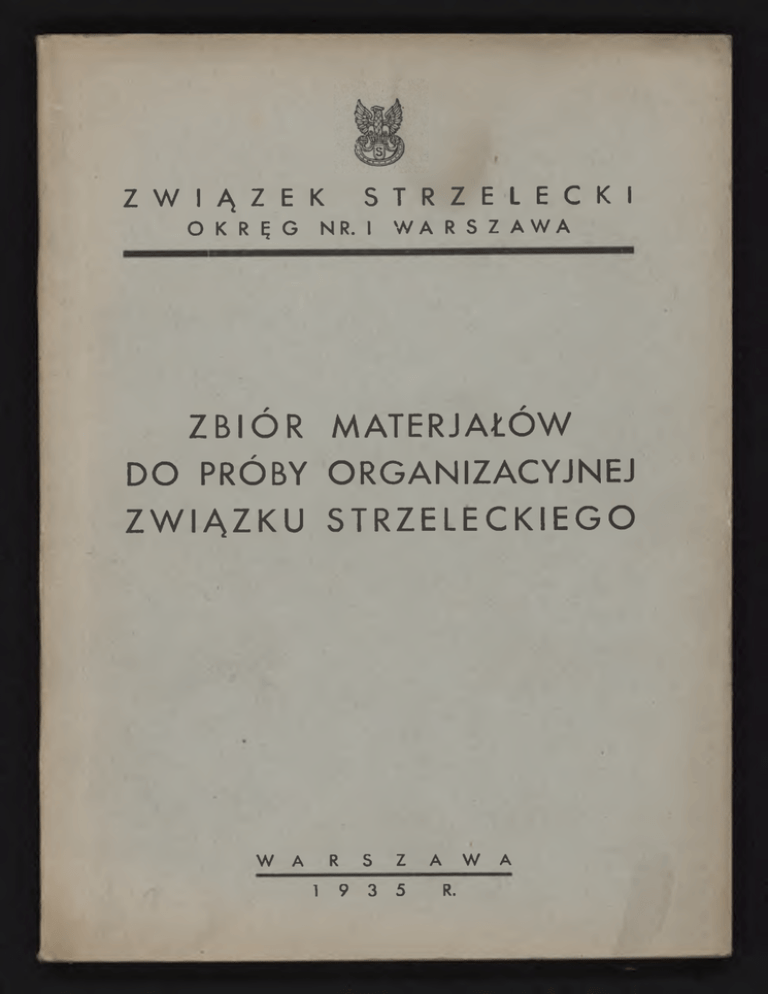 S
ZWIĄZEK STRZELECKI
OKRĘG NR. I WARSZAWA
ZBIÓR MATERJAŁÓW
DO PRÓBY ORGANIZACYJNEJ
ZWIĄZKU STRZELECKIEGO
WARSZAWA
1935 R.